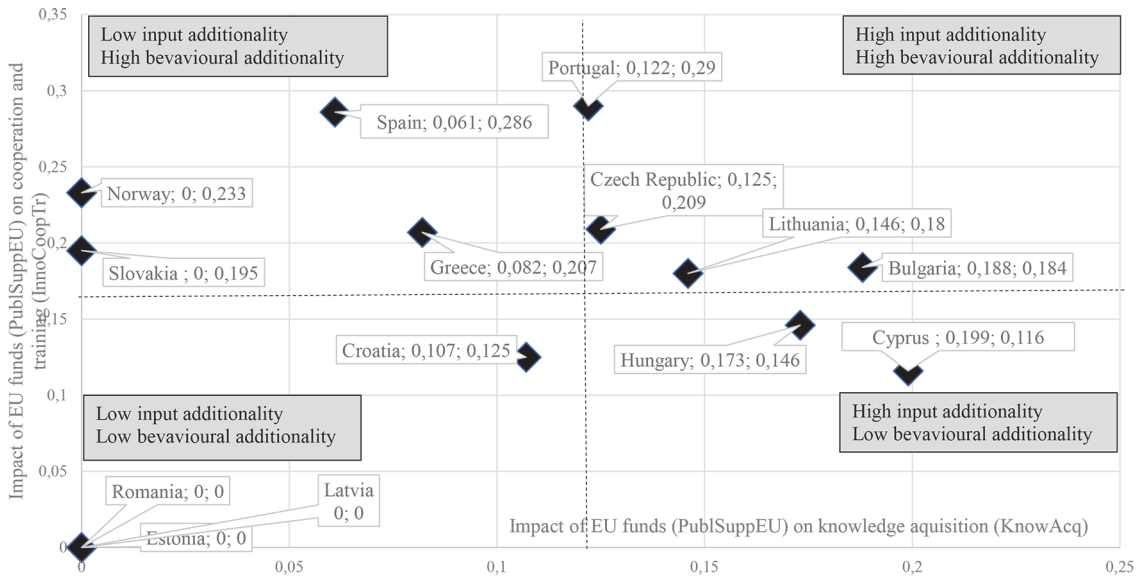 0,35
Low input additionality
High bevavioural additionality
High input additionality
High bevavioural additionality
Portugal; 0,122; 0,29
0,3
Spain; 0,061; 0,286
0,25
Czech Republic; 0,125;
0,209
Norway; 0; 0,233
Lithuania; 0,146; 0,18
0,2
Slovakia ; 0; 0,195
Greece; 0,082; 0,207
Bulgaria; 0,188; 0,184
0,15
Croatia; 0,107; 0,125
Hungary; 0,173; 0,146
Cyprus ; 0,199; 0,116
0,1
Low input additionality
Low bevavioural additionality
High input additionality
Low bevavioural additionality
0,05
Romania; 0; 0
Latvia
0; 0
Estonia; 0; 0
0
Impact of EU funds (PublSuppEU) on cooperation and
training (InnoCoopTr)
Impact of EU funds (PublSuppEU) on knowledge aquisition (KnowAcq)
0
0,05
0,1
0,15
0,2
0,25